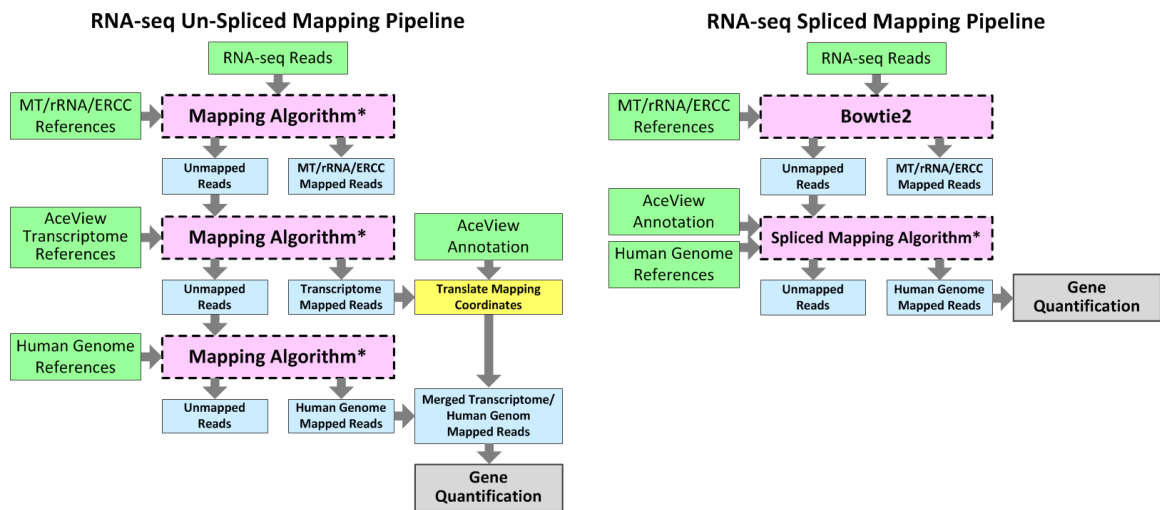 RNA-seq Un-Spliced Mapping Pipeline
RNA-seq Reads
MT/rRNA/ERCC
References
Mapping Algorithm*
Unmapped
Reads
MT/rRNA/ERCC
Mapped Reads
AceView
Transcriptome
References
Mapping Algorithm*
AceView
Annotation
Unmapped
Reads
Transcriptome
Mapped Reads
Translate Mapping
Coordinates
Human Genome
References
Mapping Algorithm*
Unmapped
Reads
Human Genome
Mapped Reads
Merged Transcriptome/
Human Genom
Mapped Reads
Gene
Quantification
RNA-seq Spliced Mapping Pipeline
RNA-seq Reads
MT/rRNA/ERCC
References
Bowtie2
Unmapped
Reads
MT/rRNA/ERCC
Mapped Reads
AceView
Annotation
Human Genome
References
Spliced Mapping Algorithm*
Unmapped
Reads
Human Genome
Mapped Reads
Gene
Quantification